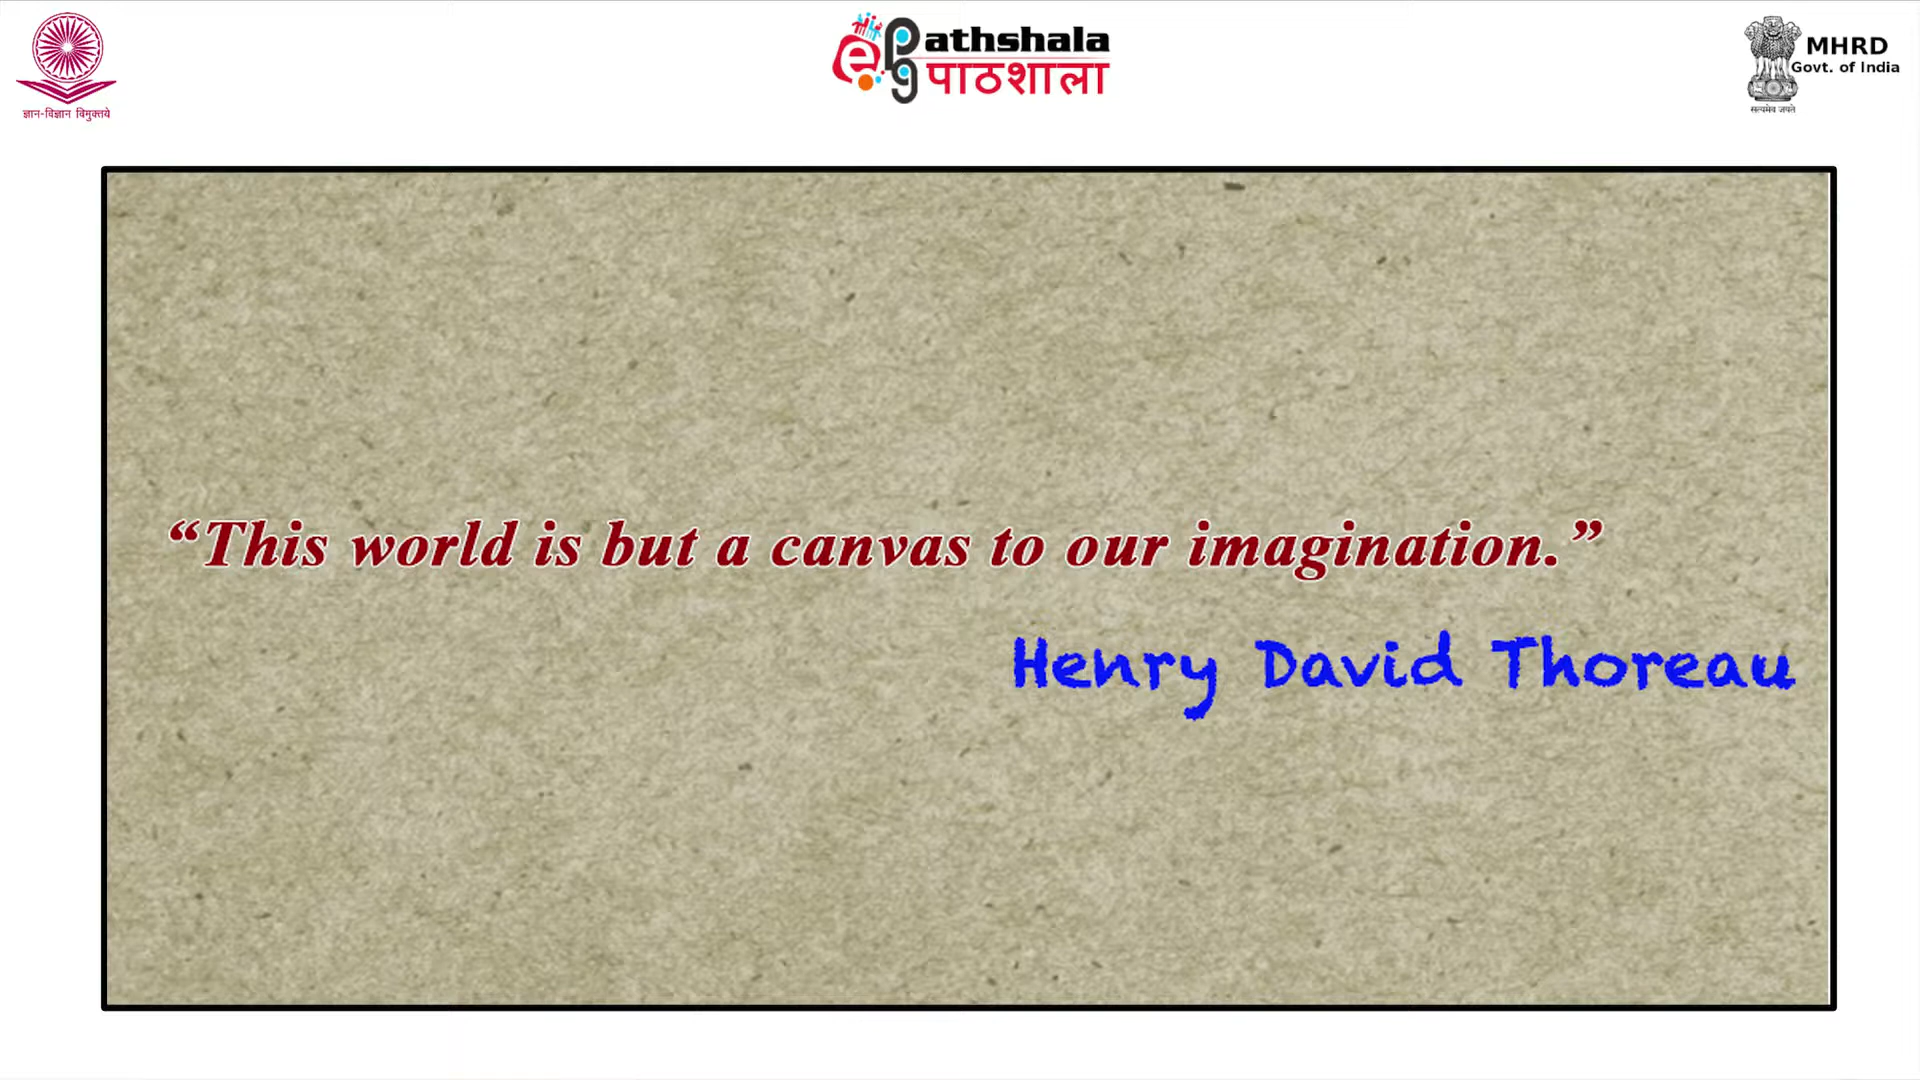 ज्ञान-विज्ञान विमुक्तये
ePathshala
पाठशाला
MHRD
Govt. of India
सत्यमेव जयते
“This world is but a canvas to our imagination.”
Henry David Thoreau